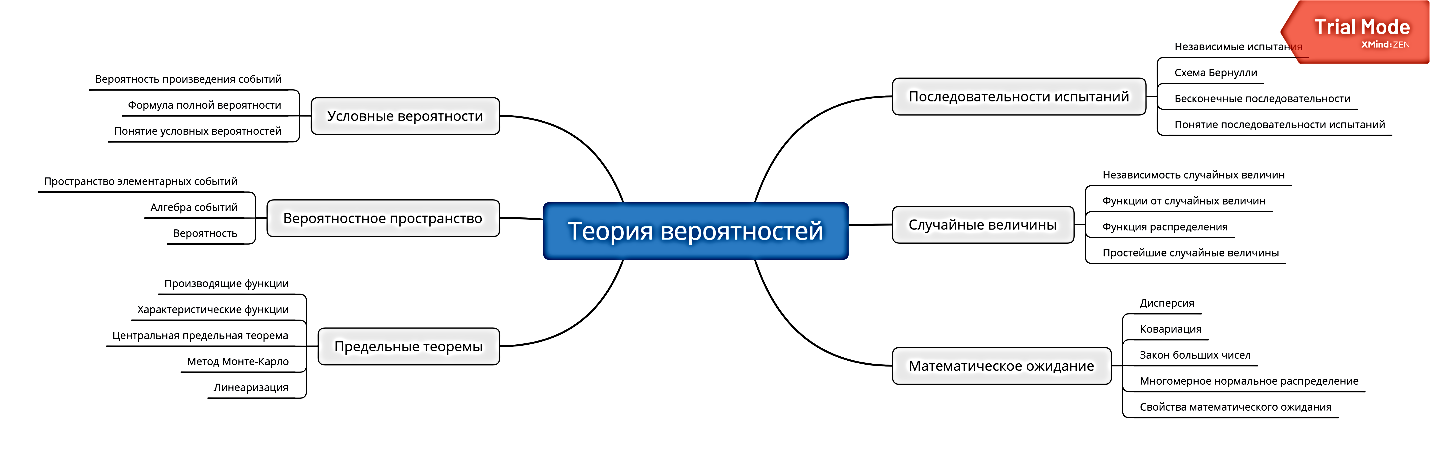 Trial Mode
XMind:ZEN
Теория вероятностей
Последовательности испытаний
Независимые испытания
Схема Бернулли
Бесконечные последовательности
Понятие последовательности испытаний
Случайные величины
Независимость случайных величин
Функции от случайных величин
Функция распределения
Простейшие случайные величины
Математическое ожидание
Дисперсия
Ковариация
Закон больших чисел
Многомерное нормальное распределение
Свойства математического ожидания
Условные вероятности
Вероятность произведения событий
Формула полной вероятности
Понятие условных вероятностей
Вероятностное пространство
Пространство элементарных событий
Алгебра событий
Вероятность
Предельные теоремы
Производящие функции
Характеристические функции
Центральная предельная теорема
Метод Монте-Карло
Линеаризация